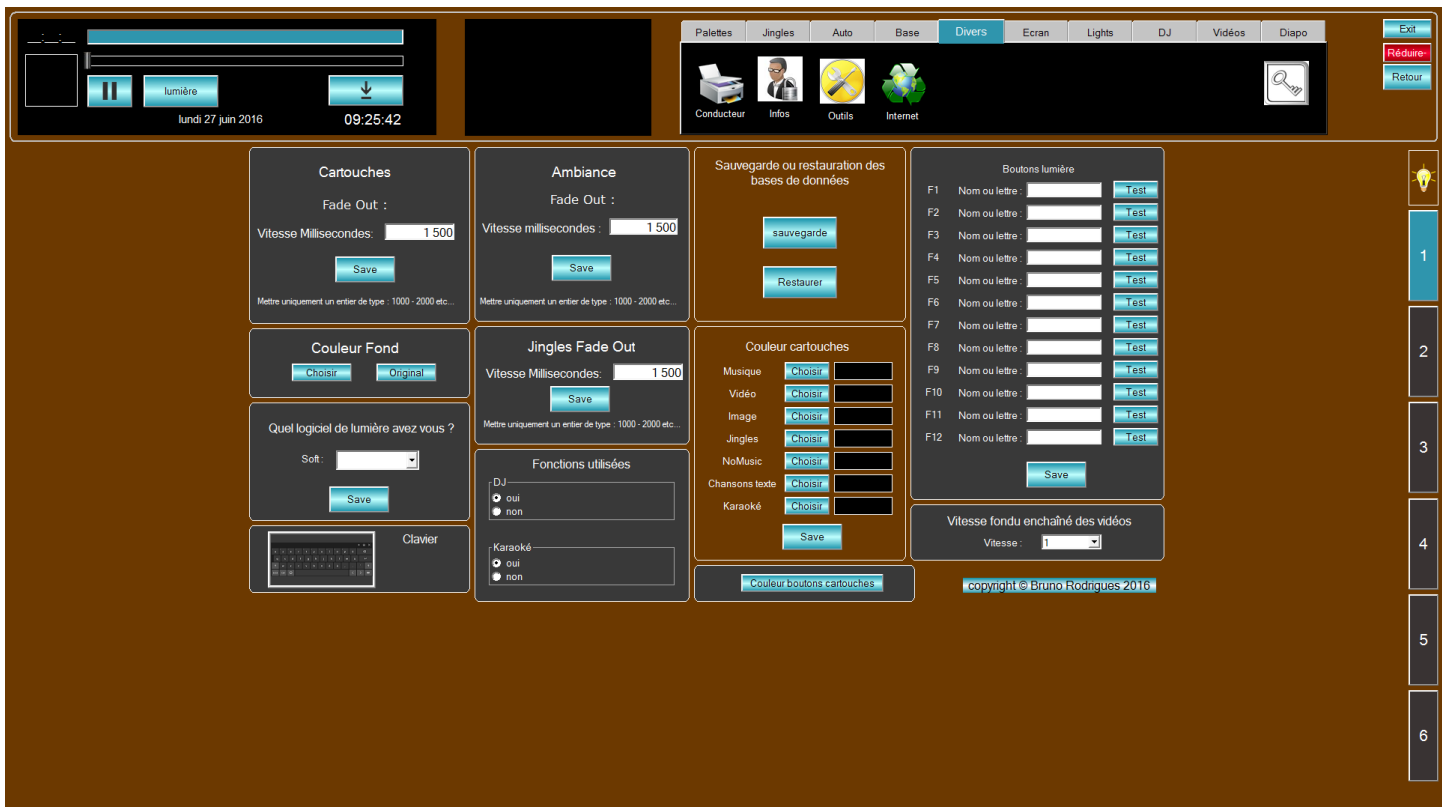 __:__:__
lumière
lundi 27 juin 2016
09:25:42
Palettes Jingles Auto Base Divers Ecran Lights DJ Vidéos Diapo
Conducteur Infos Outils Internet
Exit
Réduire-
Retour
Cartouches
Fade Out :
Vitesse Millisecondes: 1 500
Save
Mettre uniquement un entier de type : 1000 - 2000 etc...
Couleur Fond
Choisir Original
Quel logiciel de lumière avez vous ?
Soft :
Save
Clavier
Ambiance
Fade Out :
Vitesse millisecondes : 1 500
Save
Mettre uniquement un entier de type : 1000 - 2000 etc...
Jingles Fade Out
Vitesse Millisecondes: 1 500
Save
Mettre uniquement un entier de type : 1000 - 2000 etc...
Fonctions utilisées
DJ
oui
non
Karaoké
oui
non
Sauvegarde ou restauration des
bases de données
sauvegarde
Restaurer
Couleur cartouches
Musique Choisir
Vidéo Choisir
Image Choisir
Jingles Choisir
NoMusic Choisir
Chansons texte Choisir
Karaoké Choisir
Save
Couleur boutons cartouches
Boutons lumière
F1 Nom ou lettre : Test
F2 Nom ou lettre : Test
F3 Nom ou lettre : Test
F4 Nom ou lettre : Test
F5 Nom ou lettre : Test
F6 Nom ou lettre : Test
F7 Nom ou lettre : Test
F8 Nom ou lettre : Test
F9 Nom ou lettre : Test
F10 Nom ou lettre : Test
F11 Nom ou lettre : Test
F12 Nom ou lettre : Test
Save
Vitesse fondu enchaîné des vidéos
Vitesse : 1
copyright © Bruno Rodrigues 2016
1
2
3
4
5
6